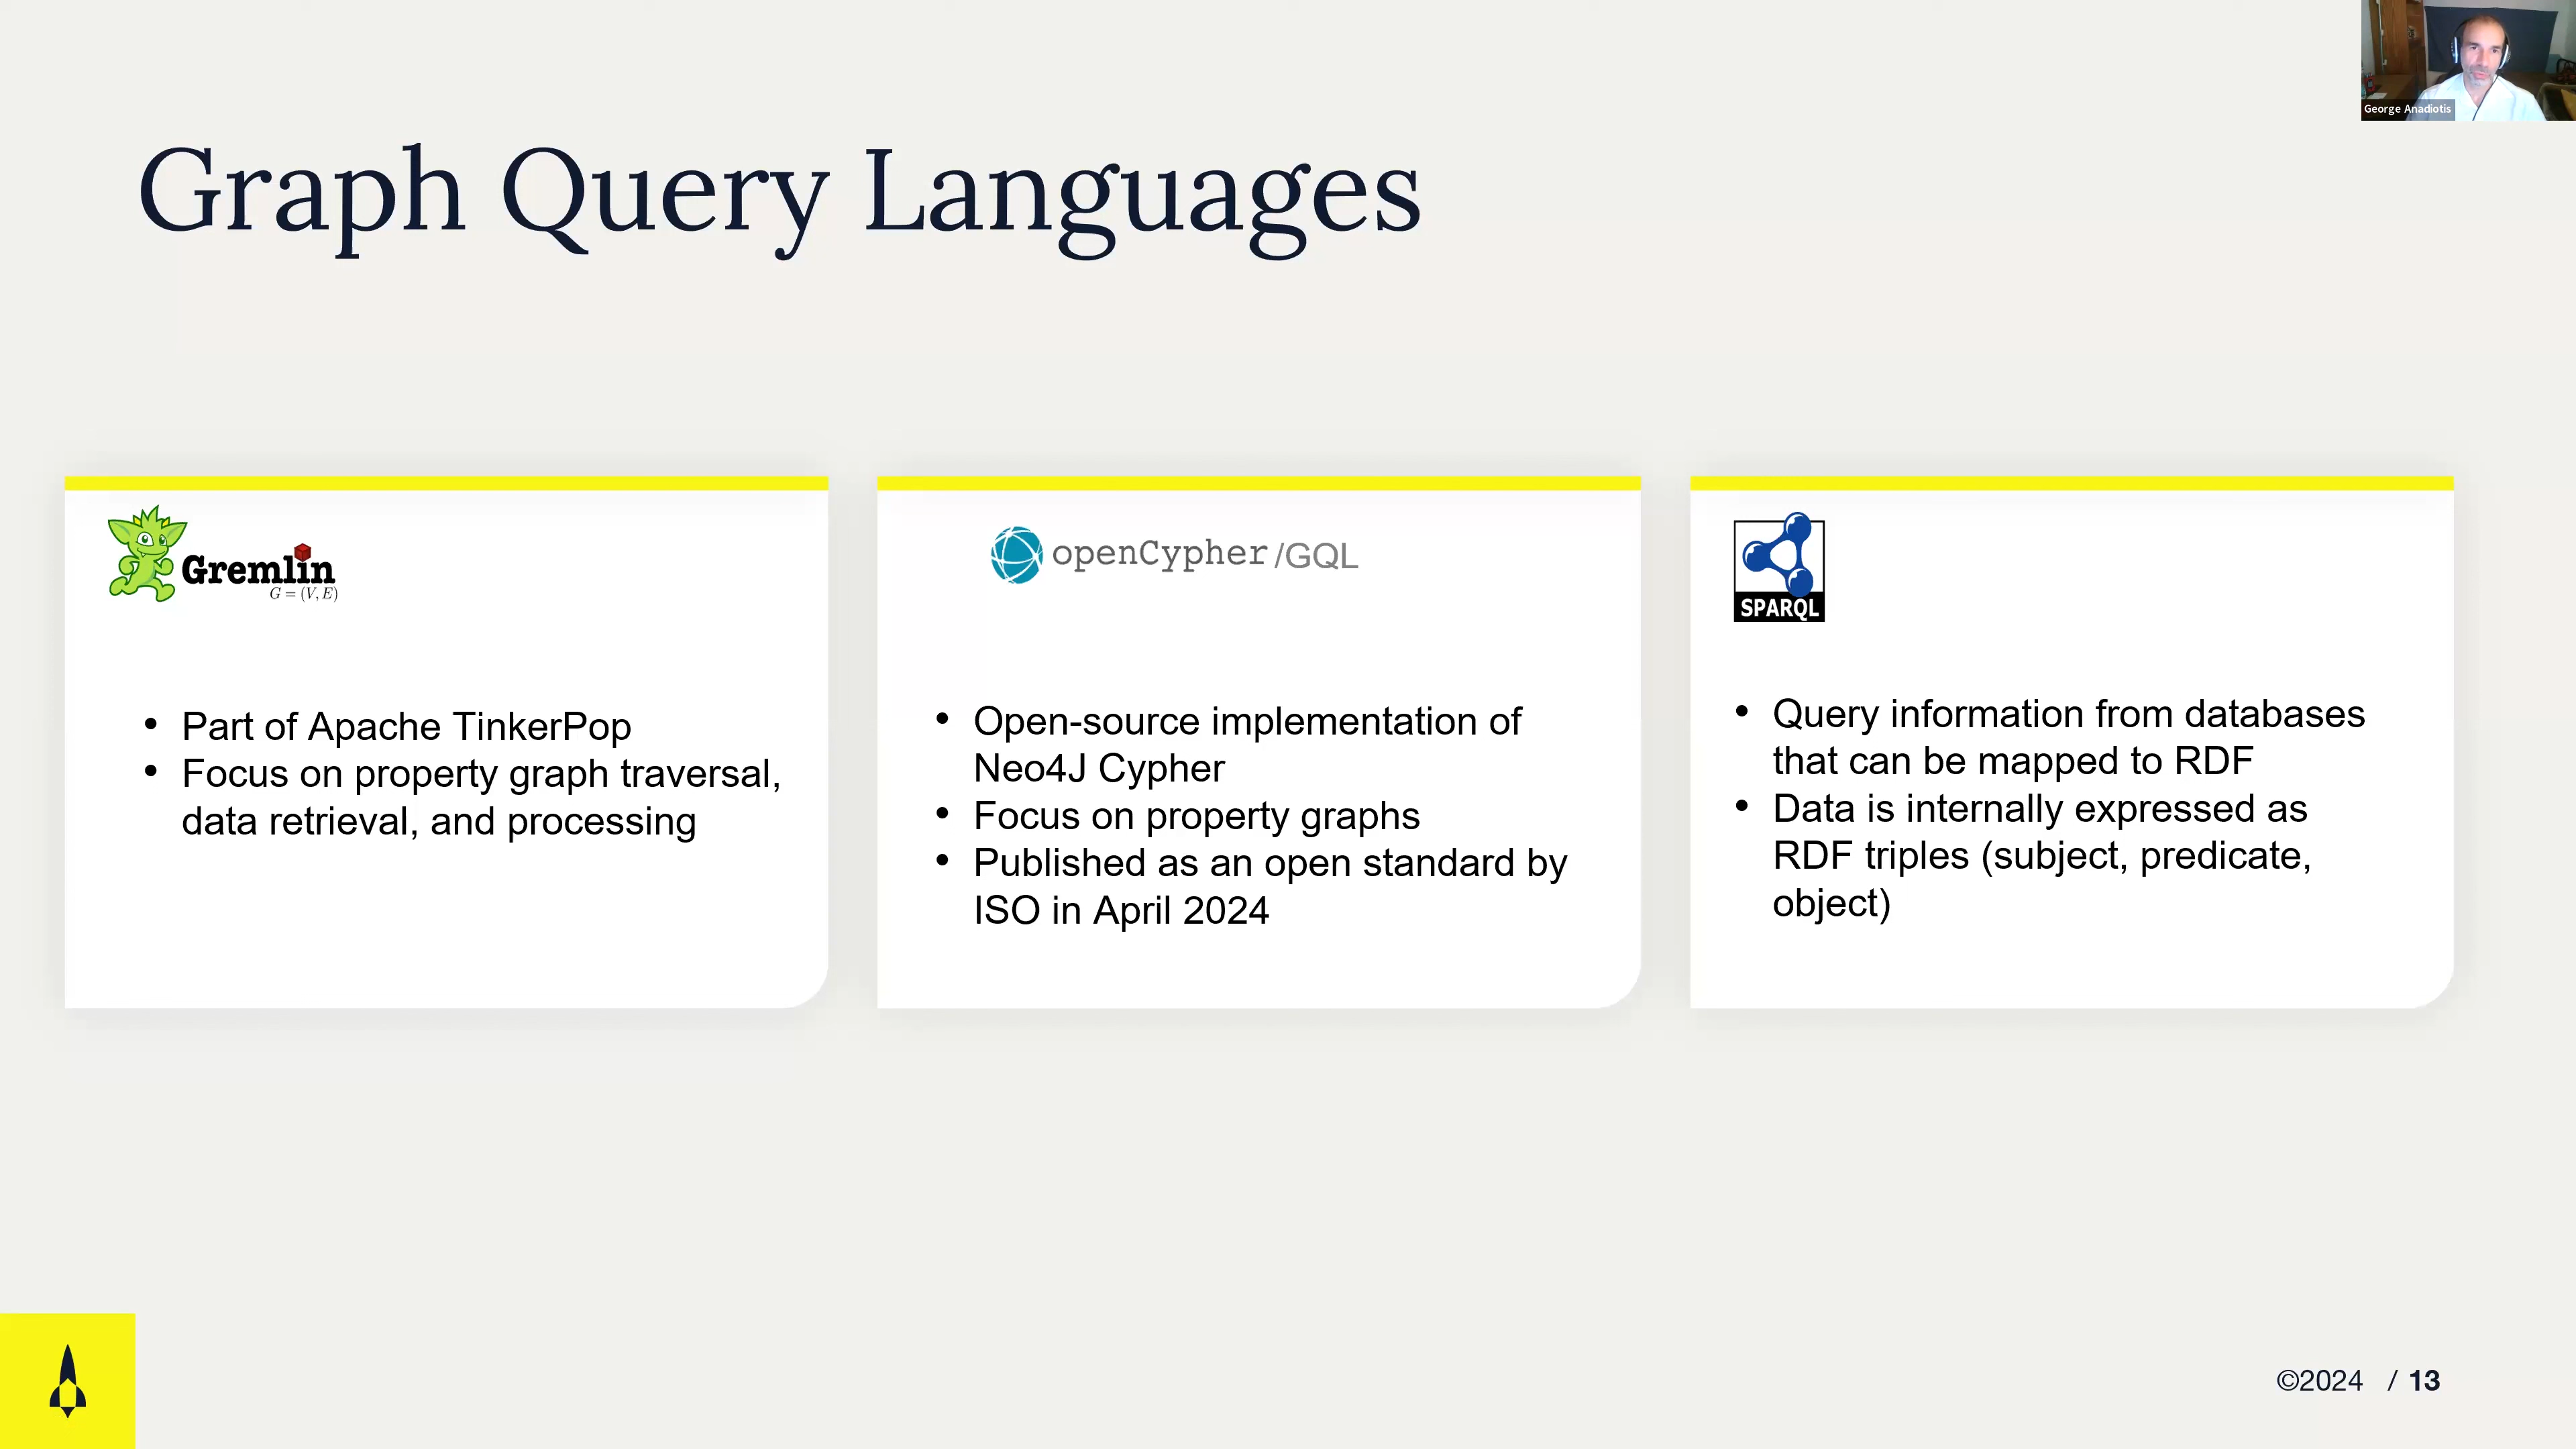 George Anadiotis
Graph Query Languages
Gremlin
G = (V, E)
• Part of Apache TinkerPop
• Focus on property graph traversal,
data retrieval, and processing
openCypher /GQL
• Open-source implementation of
Neo4J Cypher
• Focus on property graphs
• Published as an open standard by
ISO in April 2024
SPARQL
• Query information from databases
that can be mapped to RDF
• Data is internally expressed as
RDF triples (subject, predicate,
object)
©2024 / 13